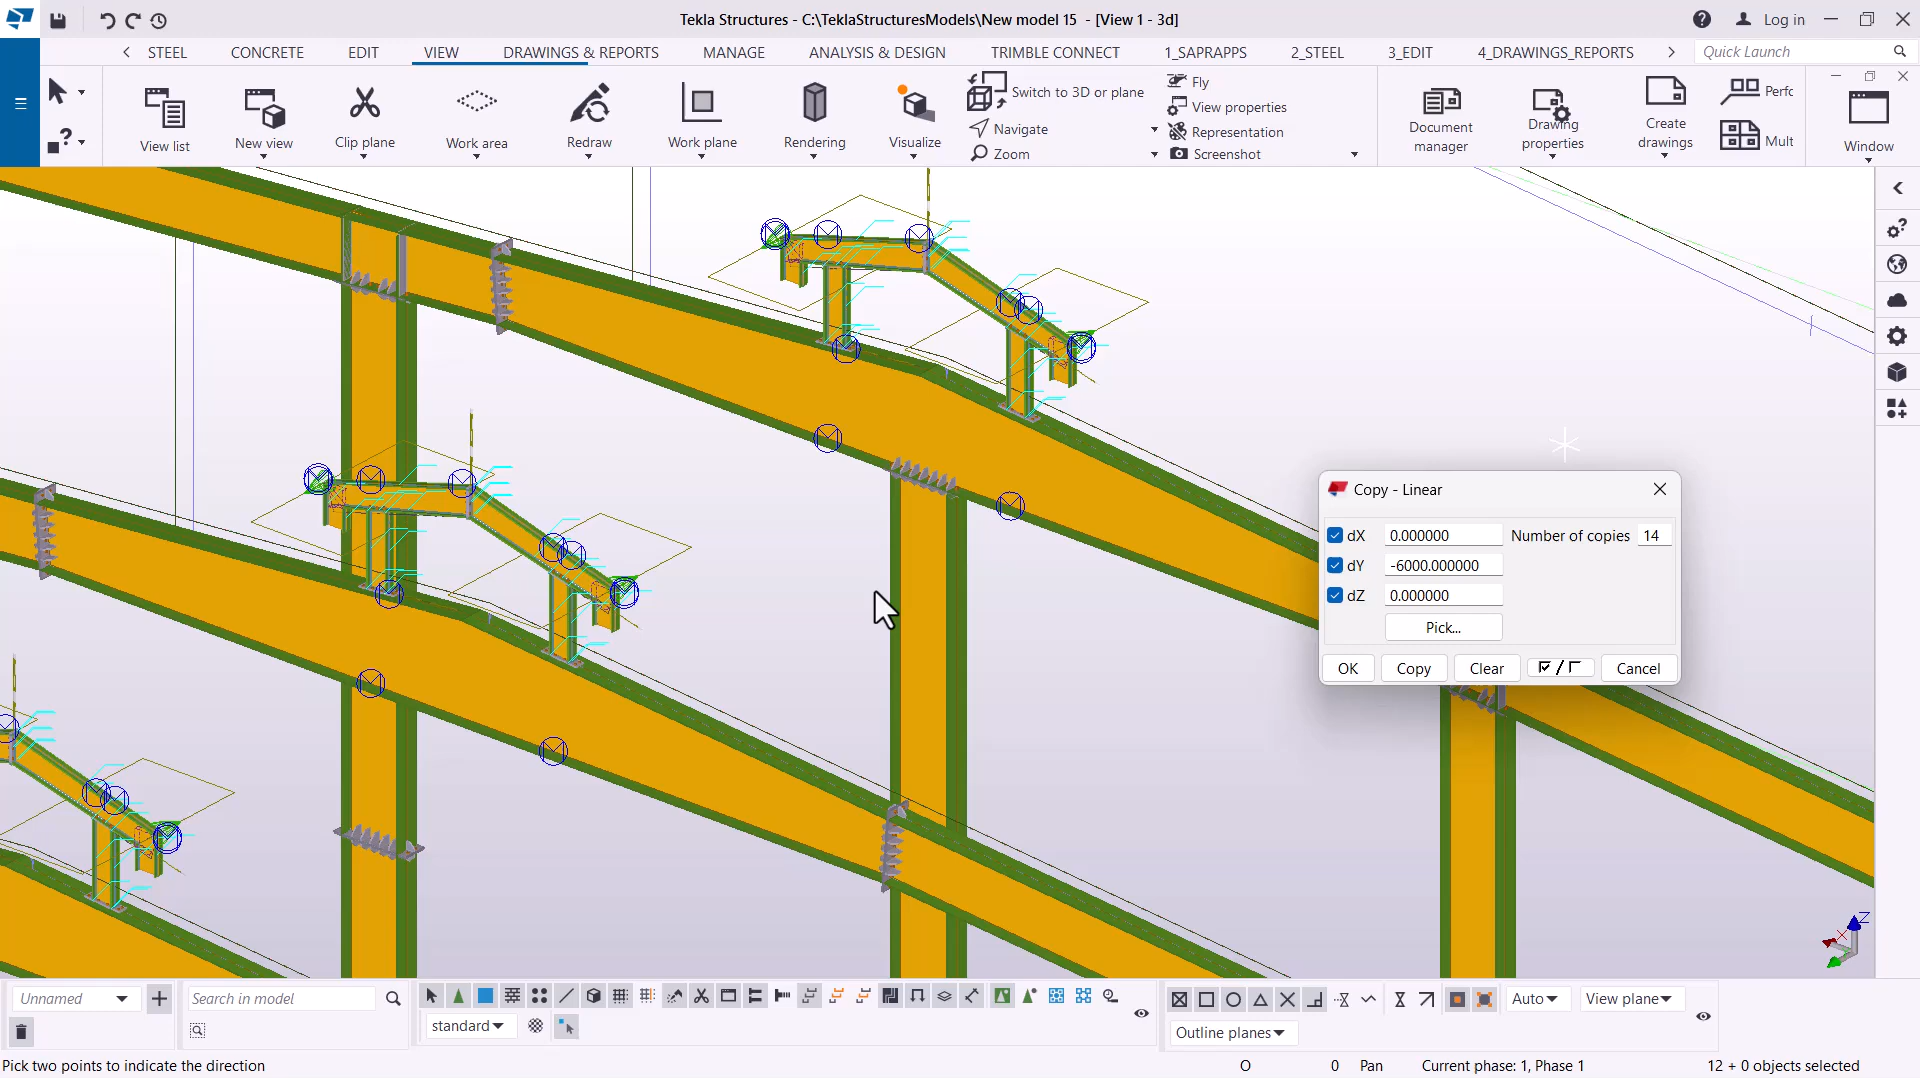 Tekla Structures - C:\TeklaStructuresModels\New model 15 - [View 1 - 3d]
Log in
STEEL CONCRETE EDIT VIEW DRAWINGS & REPORTS MANAGE ANALYSIS & DESIGN TRIMBLE CONNECT 1_SAPRAPPS 2_STEEL 3_EDIT 4_DRAWINGS_REPORTS
Quick Launch
View list
New view
Clip plane
Work area
Redraw
Work plane
Rendering
Visualize
Switch to 3D or plane
Navigate
Zoom
Fly
View properties
Representation
Screenshot
Document
manager
Drawing
properties
Create
drawings
Perfc
Mult
Window
Copy - Linear
dX 0.000000 Number of copies 14
dY -6000.000000
dZ 0.000000
Pick...
OK Copy Clear / Cancel
Z
X
Unnamed
Search in model
standard
Auto
View plane
Outline planes
Pick two points to indicate the direction
O 0 Pan Current phase: 1, Phase 1 12 + 0 objects selected